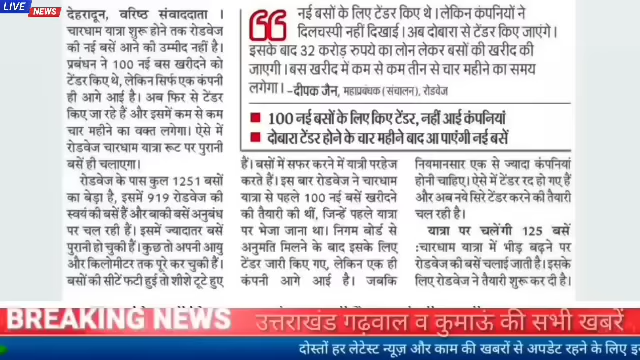 LIVE NEWS
देहरादून, वरिष्ठ संवाददाता ।
चारधाम यात्रा शुरू होने तक रोडवेज
की नई बसें आने की उम्मीद नहीं है।
प्रबंधन ने 100 नई बस खरीदने को
टेंडर किए थे, लेकिन सिर्फ एक कंपनी
ही आगे आई है। अब फिर से टेंडर
किए जा रहे हैं और इसमें कम से कम
चार महीने का वक्त लगेगा। ऐसे में
रोडवेज चारधाम यात्रा रूट पर पुरानी
बसें ही चलाएगा।
रोडवेज के पास कुल 1251 बसों
का बेड़ा है, इसमें 919 रोडवेज की
स्वयं की बसें हैं और बाकी बसें अनुबंध
पर चल रही हैं। इसमें ज्यादातर बसें
पुरानी हो चुकी हैं। कुछ तो अपनी आयु
और किलोमीटर तक पूरे कर चुकी हैं।
बसों की सीटें फटी हुई तो शीशे टूटे हुए
नई बसों के लिए टेंडर किए थे। लेकिन कंपनियों ने
दिलचस्पी नहीं दिखाई। अब दोबारा से टेंडर किए जाएंगे।
इसके बाद 32 करोड़ रुपये का लोन लेकर बसों की खरीद की
जाएगी। बस खरीद में कम से कम तीन से चार महीने का समय
लगेगा। -दीपक जैन, महाप्रबंधक (संचालन), रोडवेज
100 नई बसों के लिए किए टेंडर, नहीं आईं कंपनियां
दोबारा टेंडर होने के चार महीने बाद आ पाएंगी नई बसें
हैं। बसों में सफर करने में यात्री परहेज
करते हैं। इस बार रोडवेज ने चारधाम
यात्रा से पहले 100 नई बसें खरीदने
की तैयारी की थीं, जिन्हें पहले यात्रा
पर भेजा जाना था। निगम बोर्ड से
अनुमति मिलने के बाद इसके लिए
टेंडर जारी किए गए, लेकिन एक ही
कंपनी आगे आई है। जबकि
नियमानसार एक से ज्यादा कंपनियां
होनी चाहिए। ऐसे में टेंडर रद हो गए हैं
और अब नये सिरे टेंडर करने की तैयारी
चल रही है।
यात्रा पर चलेंगी 125 बसें
:चारधाम यात्रा में भीड़ बढ़ने पर
रोडवेज की बसें चलाई जाती है। इसके
लिए रोडवेज ने तैयारी शुरू कर दी है।
BREAKING NEWS उत्तराखंड गढ़वाल व कुमाऊं की सभी खबरें
दोस्तों हर लेटेस्ट न्यूज़ और काम की खबरों से अपडेट रहने के लिए